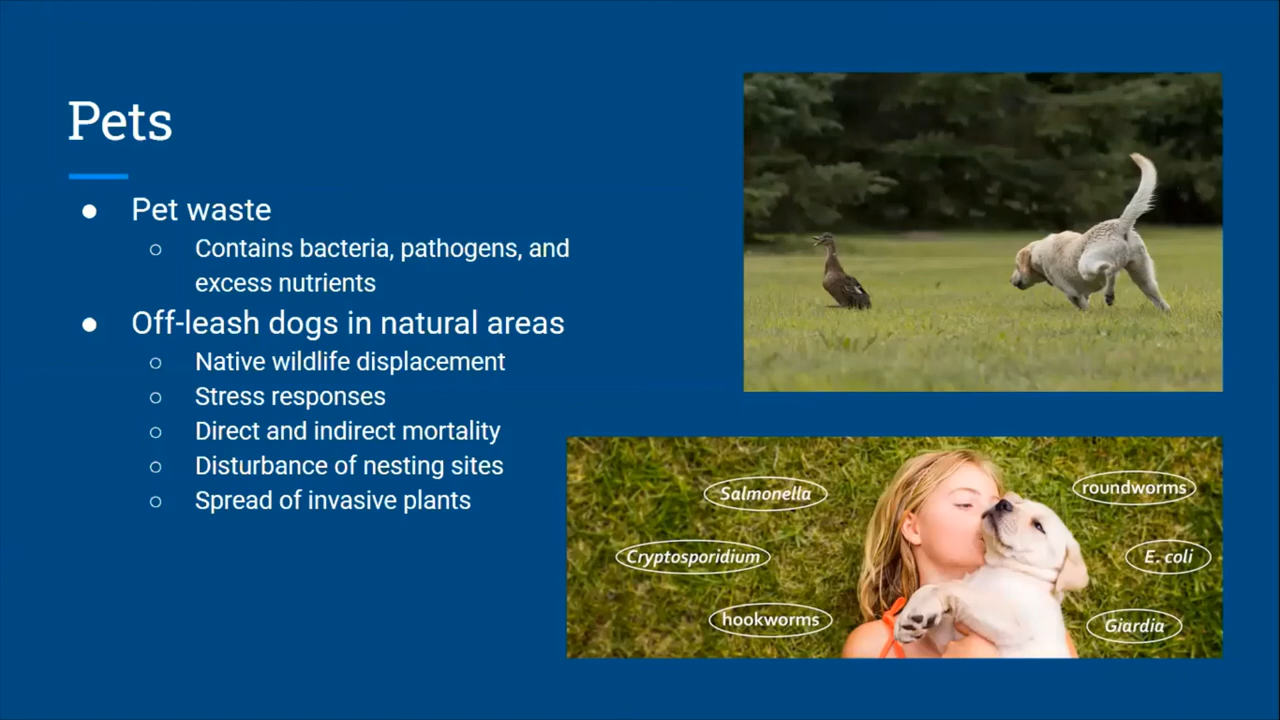 Pets
● Pet waste
○ Contains bacteria, pathogens, and
excess nutrients
● Off-leash dogs in natural areas
○ Native wildlife displacement
○ Stress responses
○ Direct and indirect mortality
○ Disturbance of nesting sites
○ Spread of invasive plants
Salmonella
Cryptosporidium
hookworms
roundworms
E. coli
Giardia